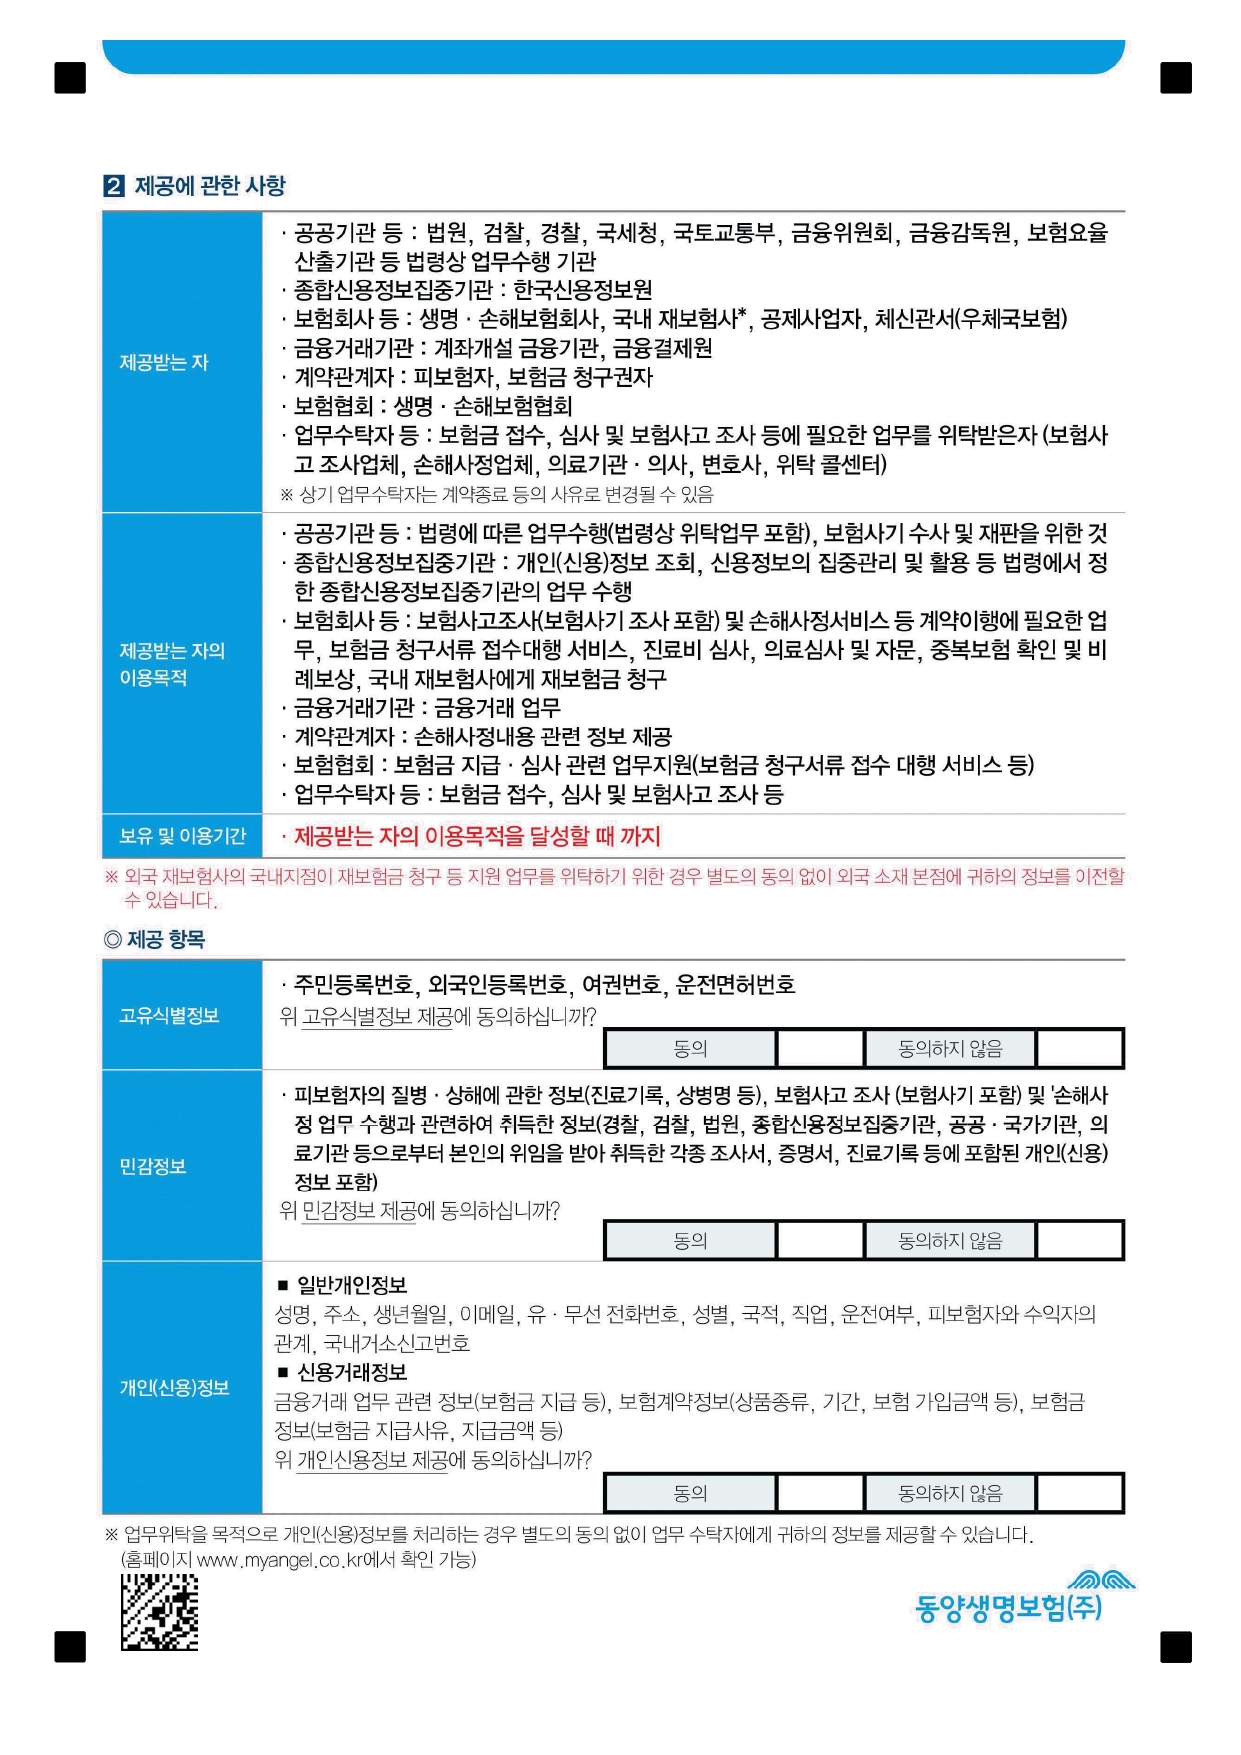 2 제공에 관한 사항
제공받는 자
· 공공기관 등 : 법원, 검찰, 경찰, 국세청, 국토교통부, 금융위원회, 금융감독원, 보험요율
산출기관 등 법령상 업무수행 기관
· 종합신용정보집중기관 : 한국신용정보원
· 보험회사 등 : 생명 · 손해보험회사, 국내 재보험사*, 공제사업자, 체신관서(우체국보험)
· 금융거래기관 : 계좌개설 금융기관, 금융결제원
· 계약관계자 : 피보험자, 보험금 청구권자
· 보험협회 : 생명 · 손해보험협회
· 업무수탁자 등 : 보험금 접수, 심사 및 보험사고 조사 등에 필요한 업무를 위탁받은자 (보험사
고 조사업체, 손해사정업체, 의료기관 · 의사, 변호사, 위탁 콜센터)
※ 상기 업무수탁자는 계약종료 등의 사유로 변경될 수 있음
제공받는 자의
이용목적
· 공공기관 등 : 법령에 따른 업무수행(법령상 위탁업무 포함), 보험사기 수사 및 재판을 위한 것
· 종합신용정보집중기관 : 개인(신용)정보 조회, 신용정보의 집중관리 및 활용 등 법령에서 정
한 종합신용정보집중기관의 업무 수행
· 보험회사 등 : 보험사고조사(보험사기 조사 포함) 및 손해사정서비스 등 계약이행에 필요한 업
무, 보험금 청구서류 접수대행 서비스, 진료비 심사, 의료심사 및 자문, 중복보험 확인 및 비
례보상, 국내 재보험사에게 재보험금 청구
· 금융거래기관 : 금융거래 업무
· 계약관계자 : 손해사정내용 관련 정보 제공
· 보험협회 : 보험금 지급 · 심사 관련 업무지원(보험금 청구서류 접수 대행 서비스 등)
· 업무수탁자 등 : 보험금 접수, 심사 및 보험사고 조사 등
보유 및 이용기간
· 제공받는 자의 이용목적을 달성할 때 까지
※ 외국 재보험사의 국내지점이 재보험금 청구 등 지원 업무를 위탁하기 위한 경우 별도의 동의 없이 외국 소재 본점에 귀하의 정보를 이전할
수 있습니다.
◎ 제공 항목
고유식별정보
· 주민등록번호, 외국인등록번호, 여권번호, 운전면허번호
위 고유식별정보 제공에 동의하십니까?
동의 동의하지 않음
민감정보
· 피보험자의 질병 · 상해에 관한 정보(진료기록, 상병명 등), 보험사고 조사 (보험사기 포함) 및 '손해사
정 업무 수행과 관련하여 취득한 정보(경찰, 검찰, 법원, 종합신용정보집중기관, 공공 · 국가기관, 의
료기관 등으로부터 본인의 위임을 받아 취득한 각종 조사서, 증명서, 진료기록 등에 포함된 개인(신용)
정보 포함)
위 민감정보 제공에 동의하십니까?
동의 동의하지 않음
개인(신용)정보
■ 일반개인정보
성명, 주소, 생년월일, 이메일, 유 · 무선 전화번호, 성별, 국적, 직업, 운전여부, 피보험자와 수익자의
관계, 국내거소신고번호
■ 신용거래정보
금융거래 업무 관련 정보(보험금 지급 등), 보험계약정보(상품종류, 기간, 보험 가입금액 등), 보험금
정보(보험금 지급사유, 지급금액 등)
위 개인신용정보 제공에 동의하십니까?
동의 동의하지 않음
※ 업무위탁을 목적으로 개인(신용)정보를 처리하는 경우 별도의 동의 없이 업무 수탁자에게 귀하의 정보를 제공할 수 있습니다.
(홈페이지 www.myangel.co.kr에서 확인 가능)
동양생명보험(주)